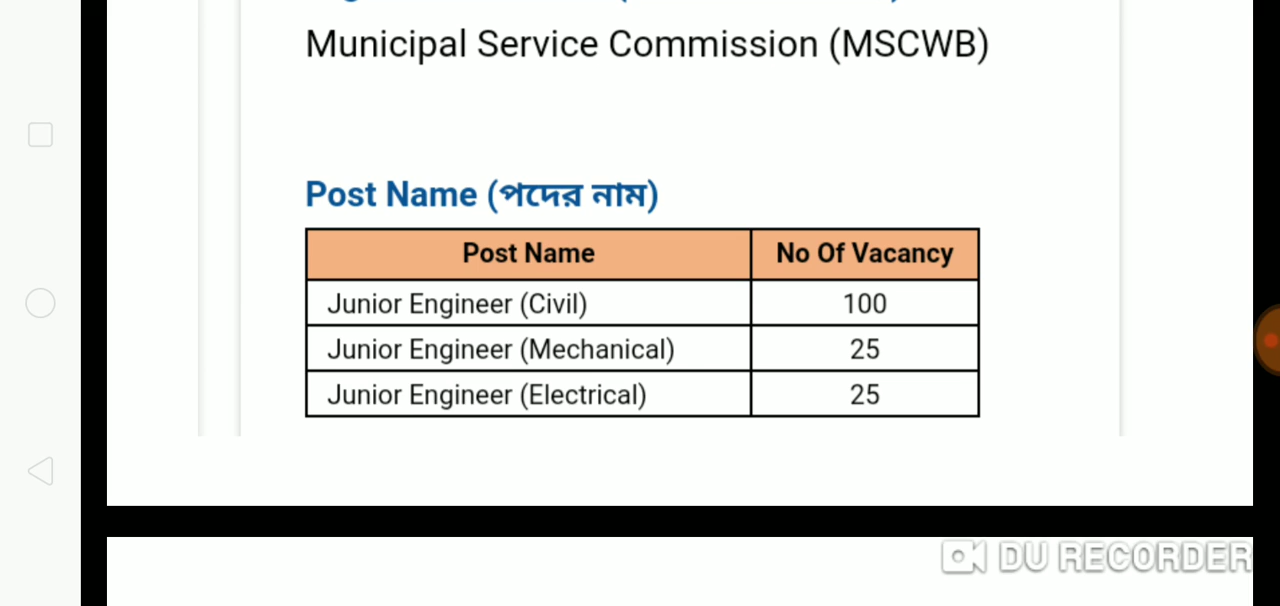 Municipal Service Commission (MSCWB)
Post Name (পদের নাম)
Post Name No Of Vacancy
Junior Engineer (Civil) 100
Junior Engineer (Mechanical) 25
Junior Engineer (Electrical) 25
DU RECORDER